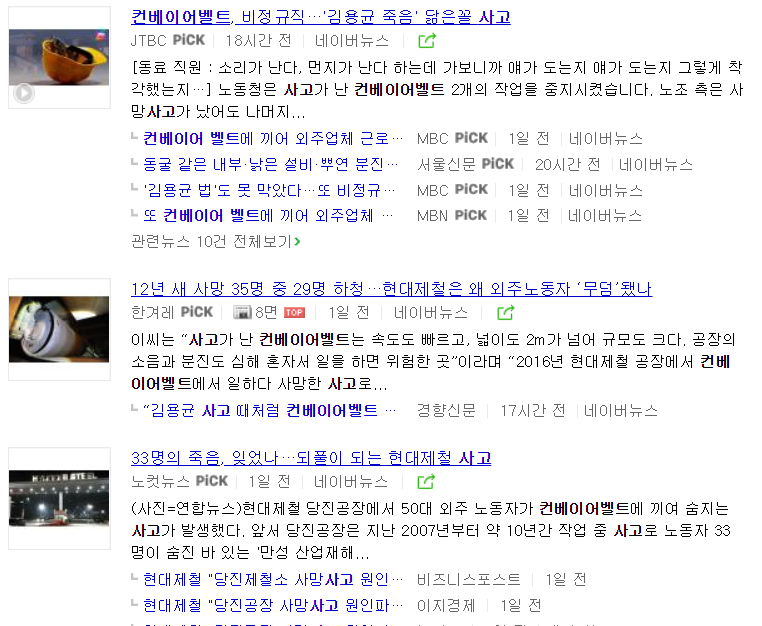 컨베이어벨트, 비정규직…'김용균 죽음' 닮은꼴 사고
JTBC PiCK 18시간 전 네이버뉴스
[동료 직원 : 소리가 난다, 먼지가 난다 하는데 가보니까 얘가 도는지 얘가 도는지 그렇게 착
각했는지…] 노동청은 사고가 난 컨베이어벨트 2개의 작업을 중지시켰습니다. 노조 측은 사
망사고가 났어도 나머지...
컨베이어 벨트에 끼어 외주업체 근로… MBC PiCK 1일 전 네이버뉴스
동굴 같은 내부·낡은 설비·뿌연 분진… 서울신문 PiCK 20시간 전 네이버뉴스
'김용균 법'도 못 막았다…또 비정규… MBC PiCK 1일 전 네이버뉴스
또 컨베이어 벨트에 끼어 외주업체 … MBN PiCK 1일 전 네이버뉴스
관련뉴스 10건 전체보기
12년 새 사망 35명 중 29명 하청…현대제철은 왜 외주노동자 ‘무덤’됐나
한겨레 PiCK 8면 TOP 1일 전 네이버뉴스
이씨는 “사고가 난 컨베이어벨트는 속도도 빠르고, 넓이도 2m가 넘어 규모도 크다. 공장의
소음과 분진도 심해 혼자서 일을 하면 위험한 곳”이라며 “2016년 현대제철 공장에서 컨베
이어벨트에서 일하다 사망한 사고로...
“김용균 사고 때처럼 컨베이어벨트 … 경향신문 17시간 전 네이버뉴스
33명의 죽음, 잊었나…되풀이 되는 현대제철 사고
노컷뉴스 PiCK 1일 전 네이버뉴스
(사진=연합뉴스)현대제철 당진공장에서 50대 외주 노동자가 컨베이어벨트에 끼여 숨지는
사고가 발생했다. 앞서 당진공장은 지난 2007년부터 약 10년간 작업 중 사고로 노동자 33
명이 숨진 바 있는 '만성 산업재해...
현대제철 "당진제철소 사망사고 원인… 비즈니스포스트 1일 전
현대제철 "당진공장 사망사고 원인파… 이지경제 1일 전